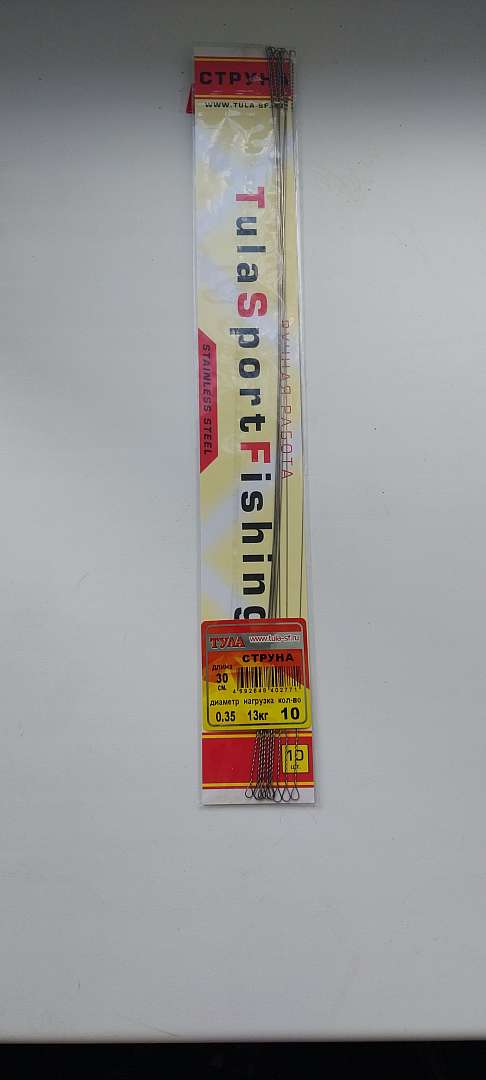 СТРУНА
WWW.TULA-SF.RU
TulaSportFishing
РУЧНАЯ РАБОТА
STAINLESS STEEL
ТУЛА www.tula-sf.ru
СТРУНА
длина
30
см.
диаметр нагрузка кол-во
0,35 13кг 10
10
шт.